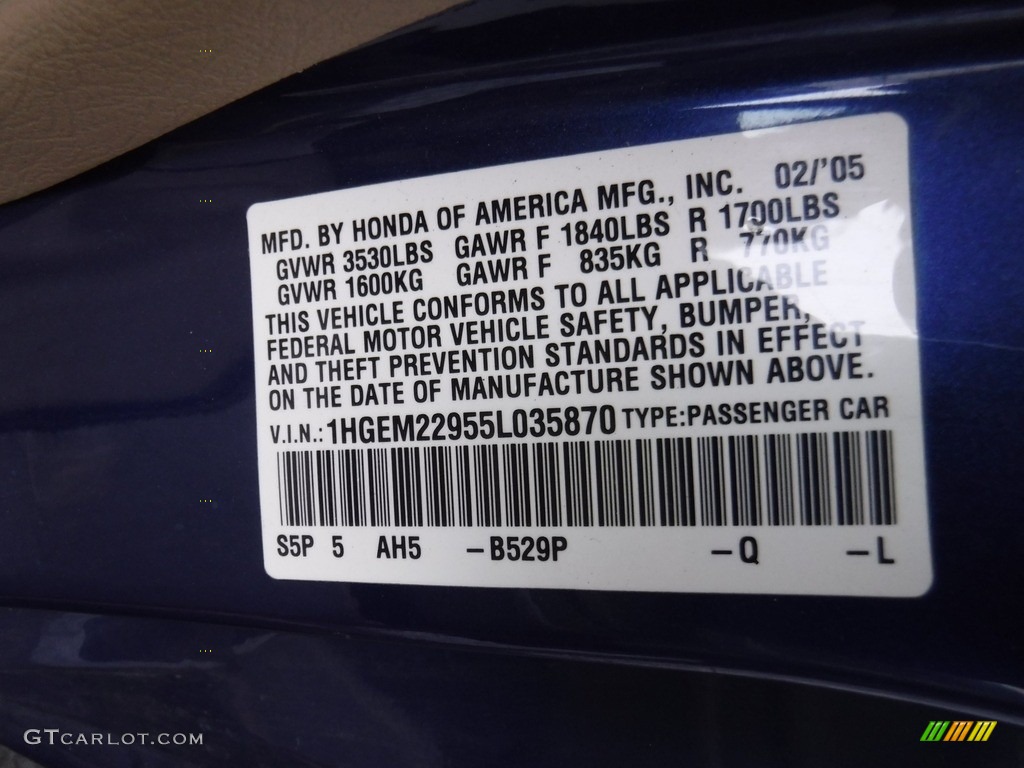 MFD. BY HONDA OF AMERICA MFG., INC. 02/'05
GVWR 3530LBS GAWR F 1840LBS R 1700LBS
GVWR 1600KG GAWR F 835KG R 770KG
THIS VEHICLE CONFORMS TO ALL APPLICABLE
FEDERAL MOTOR VEHICLE SAFETY, BUMPER,
AND THEFT PREVENTION STANDARDS IN EFFECT
ON THE DATE OF MANUFACTURE SHOWN ABOVE.
V.I.N.: 1HGEM22955L035870 TYPE:PASSENGER CAR
S5P 5 AH5 –B529P –Q –L
GTCARLOT.COM